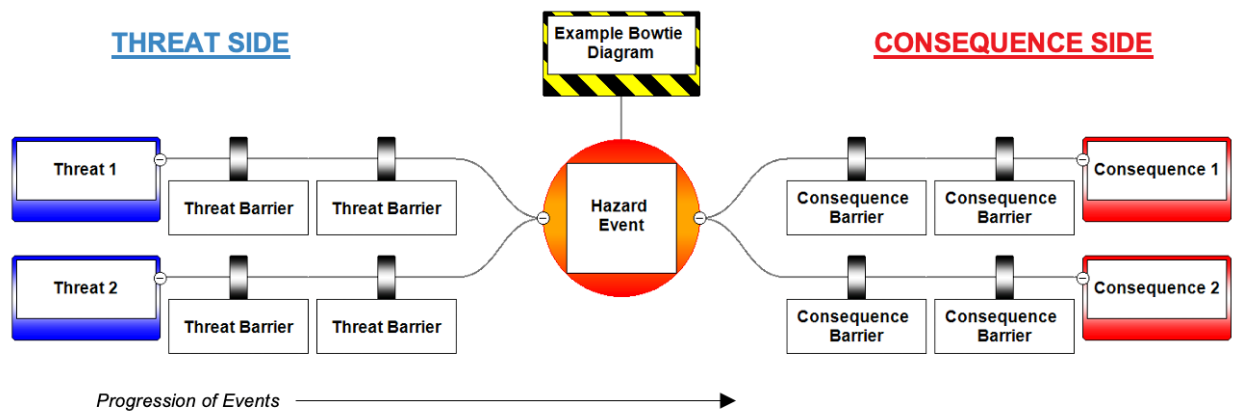 THREAT SIDE
Example Bowtie
Diagram
CONSEQUENCE SIDE
Threat 1
Threat Barrier
Threat Barrier
Hazard
Event
Consequence
Barrier
Consequence
Barrier
Consequence 1
Threat 2
Threat Barrier
Threat Barrier
Consequence
Barrier
Consequence
Barrier
Consequence 2
Progression of Events